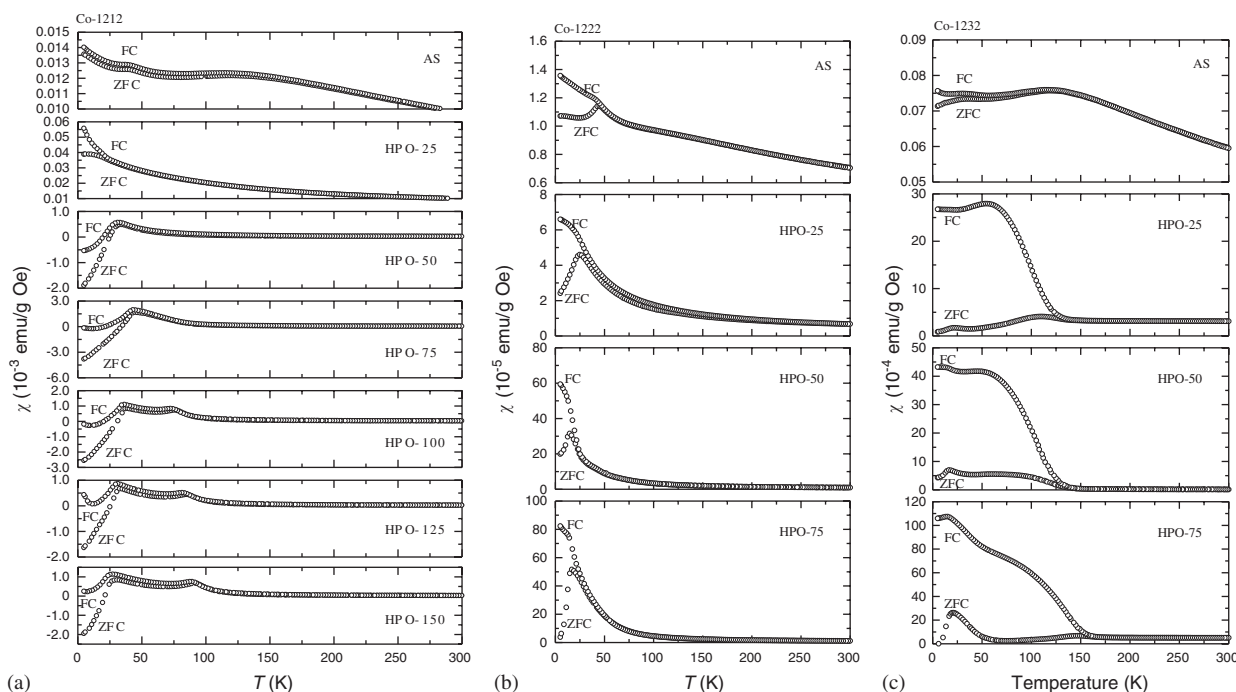 Co-1212
0.015
0.014
0.013
0.012
0.011
0.010
FC
ZFC
AS
0.06
0.05
0.04
0.03
0.02
0.01
FC
ZFC
HPO-25
1.0
0.0
-1.0
-2.0
FC
ZFC
HPO-50
3.0
0.0
-3.0
-6.0
FC
ZFC
HPO-75
2.0
1.0
0.0
-1.0
-2.0
-3.0
FC
ZFC
HPO-100
1.0
0.0
-1.0
-2.0
FC
ZFC
HPO-125
1.0
0.0
-1.0
-2.0
FC
ZFC
HPO-150
0 50 100 150 200 250 300
χ (10⁻³ emu/g Oe)
(a)
T (K)
Co-1222
1.6
1.4
1.2
1.0
0.8
0.6
FC
ZFC
AS
8
6
4
2
0
FC
ZFC
HPO-25
80
60
40
20
0
FC
ZFC
HPO-50
100
80
60
40
20
0
FC
ZFC
HPO-75
0 50 100 150 200 250 300
χ (10⁻⁵ emu/g Oe)
(b)
T (K)
Co-1232
0.09
0.08
0.07
0.06
0.05
FC
ZFC
AS
30
20
10
0
FC
ZFC
HPO-25
50
40
30
20
10
0
FC
ZFC
HPO-50
120
100
80
60
40
20
0
FC
ZFC
HPO-75
0 50 100 150 200 250 300
χ (10⁻⁴ emu/g Oe)
(c)
Temperature (K)